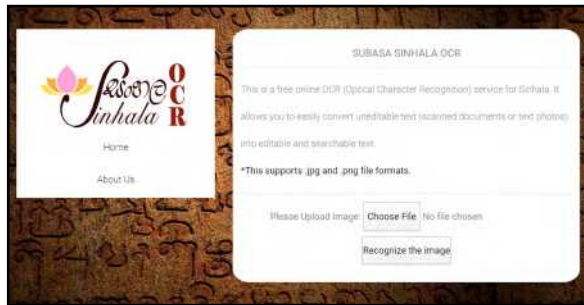 සිංහල
Sinhala
OCR
Home
About Us
SUBASA SINHALA OCR
This is a free online OCR (Optical Character Recognition) service for Sinhala. It
allows you to easily convert uneditable text (scanned documents or text photos)
into editable and searchable text.
*This supports .jpg and .png file formats.
Please Upload Image: Choose File No file chosen
Recognize the image